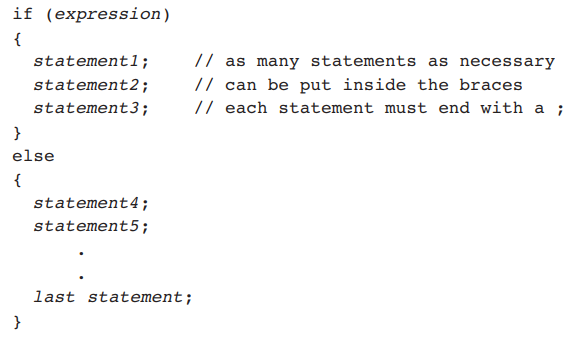 if (expression)
{
statement1;    // as many statements as necessary
statement2;    // can be put inside the braces
statement3;    // each statement must end with a ;
}
else
{
statement4;
statement5;
.
.
last statement;
}